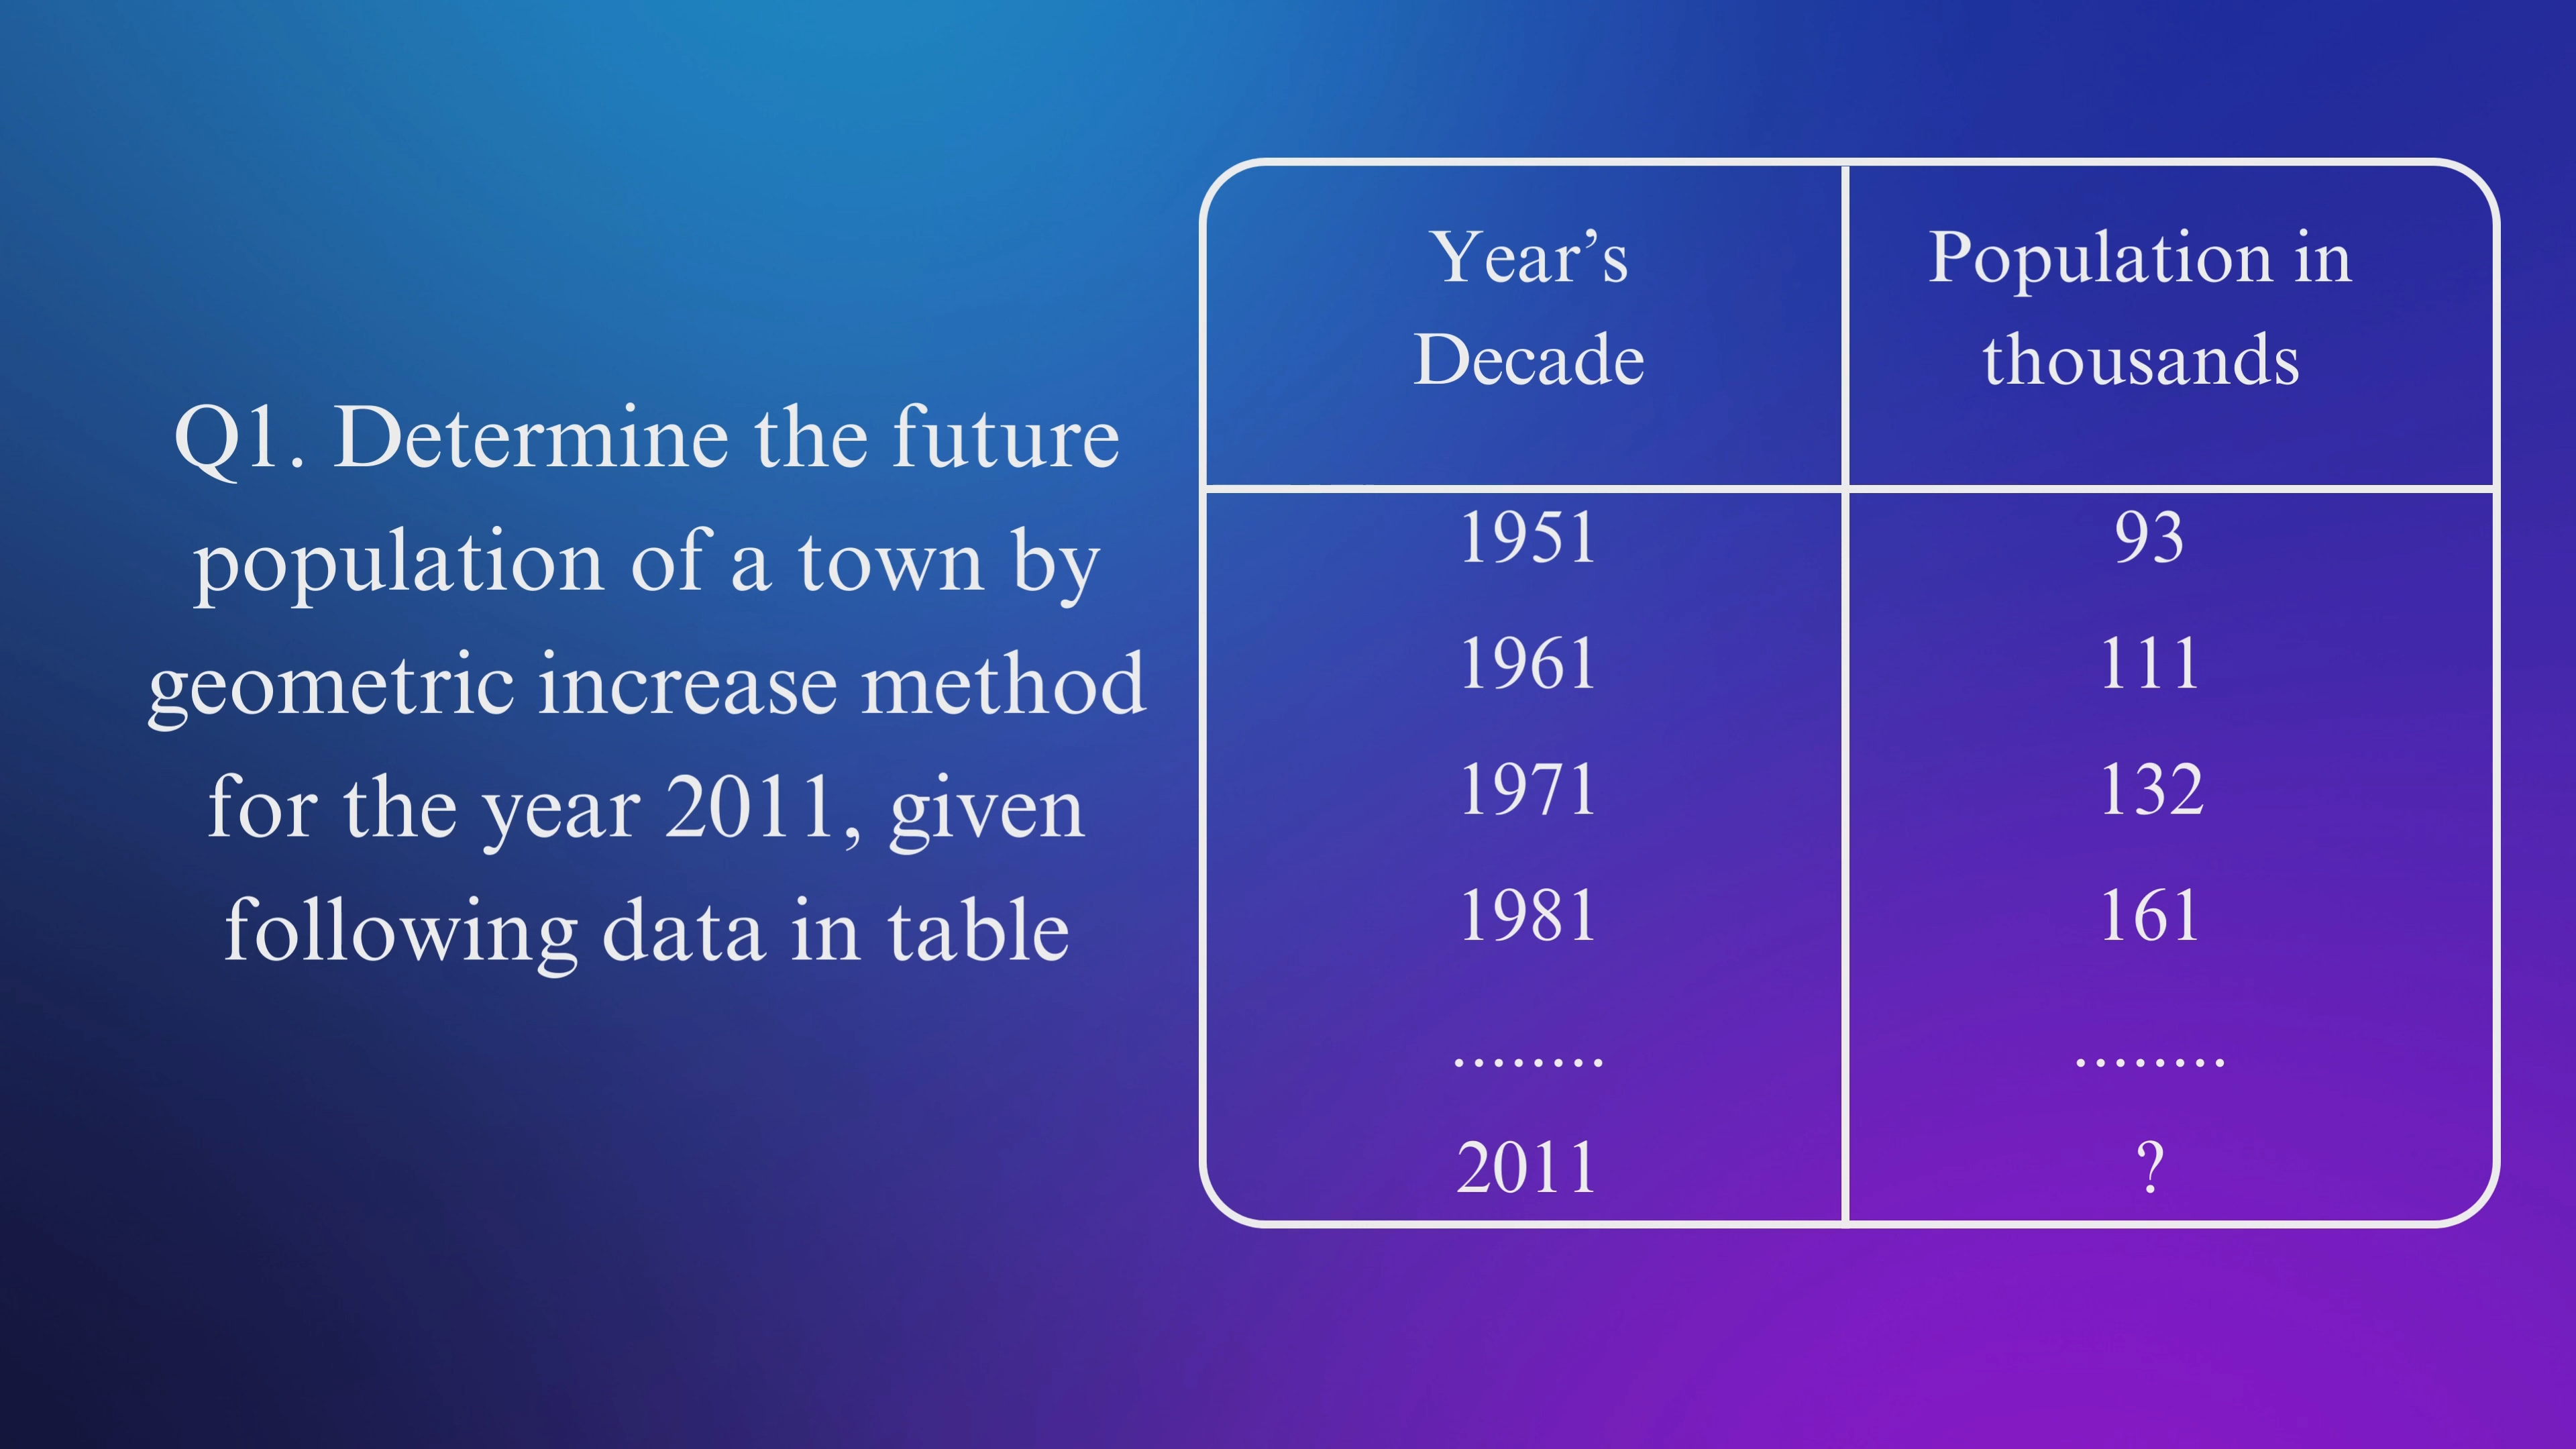 Q1. Determine the future
population of a town by
geometric increase method
for the year 2011, given
following data in table
Year’s
Decade
Population in
thousands
1951 93
1961 111
1971 132
1981 161
........ ........
2011 ?